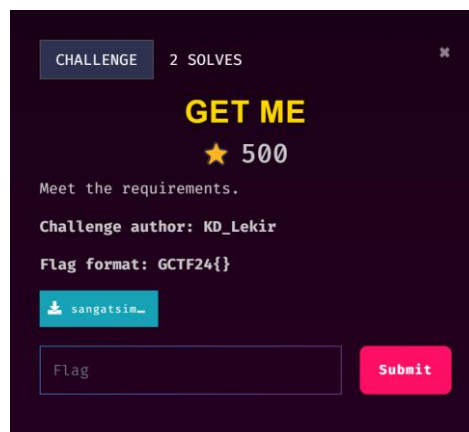 CHALLENGE 2 SOLVES ✖
GET ME
500
Meet the requirements.
Challenge author: KD_Lekir
Flag format: GCTF24{}
sangatsim…
Flag
Submit